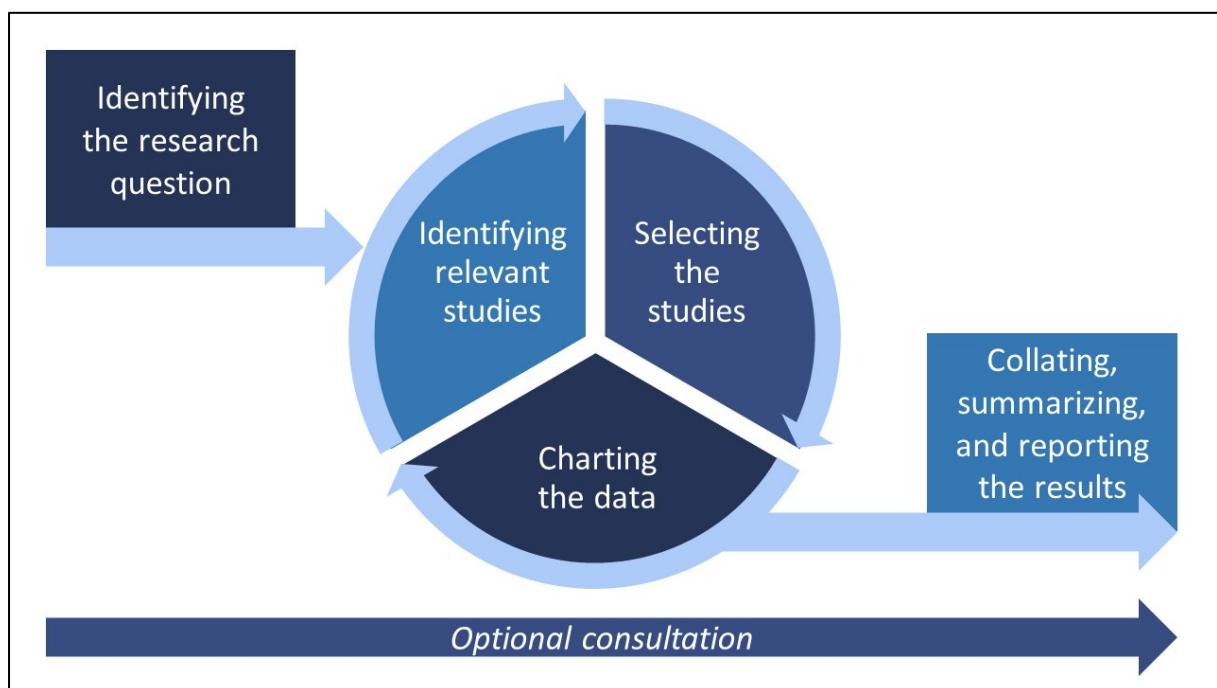 Identifying
the research
question
Identifying
relevant
studies
Selecting
the
studies
Charting
the data
Collating,
summarizing,
and reporting
the results
Optional consultation